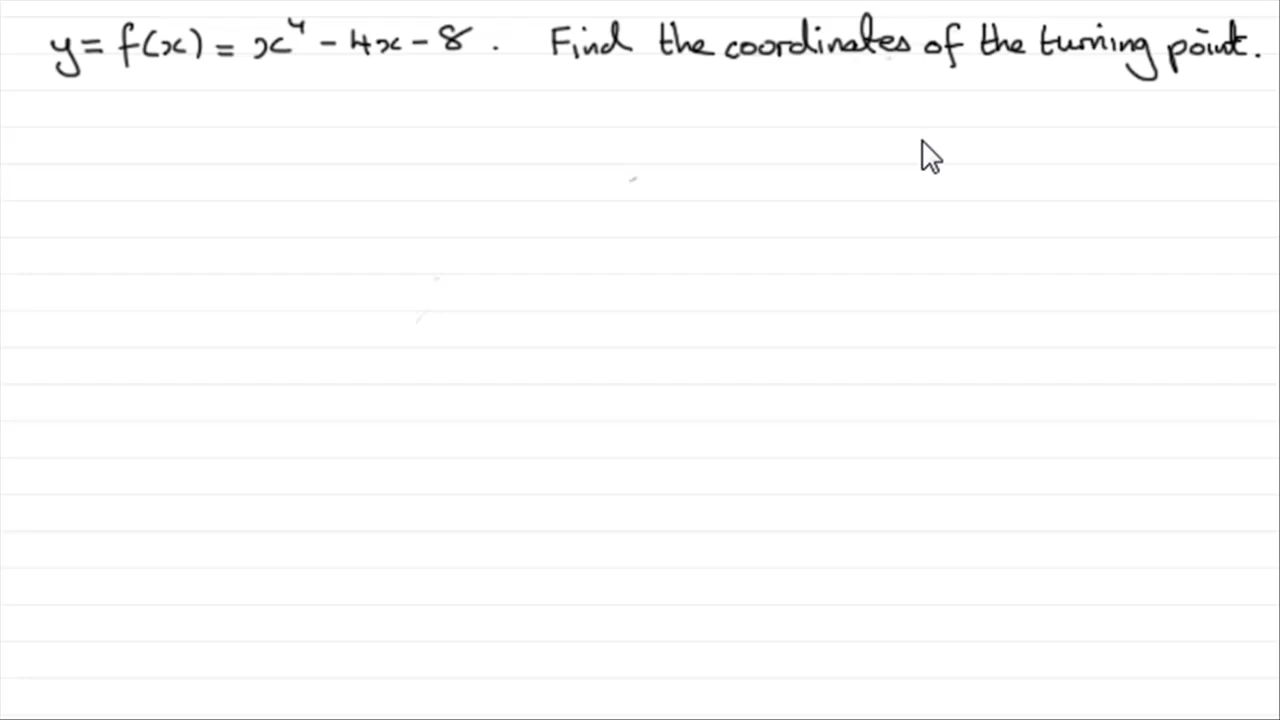 y = f(x) = x⁴ - 4x - 8 . Find the coordinates of the turning point.